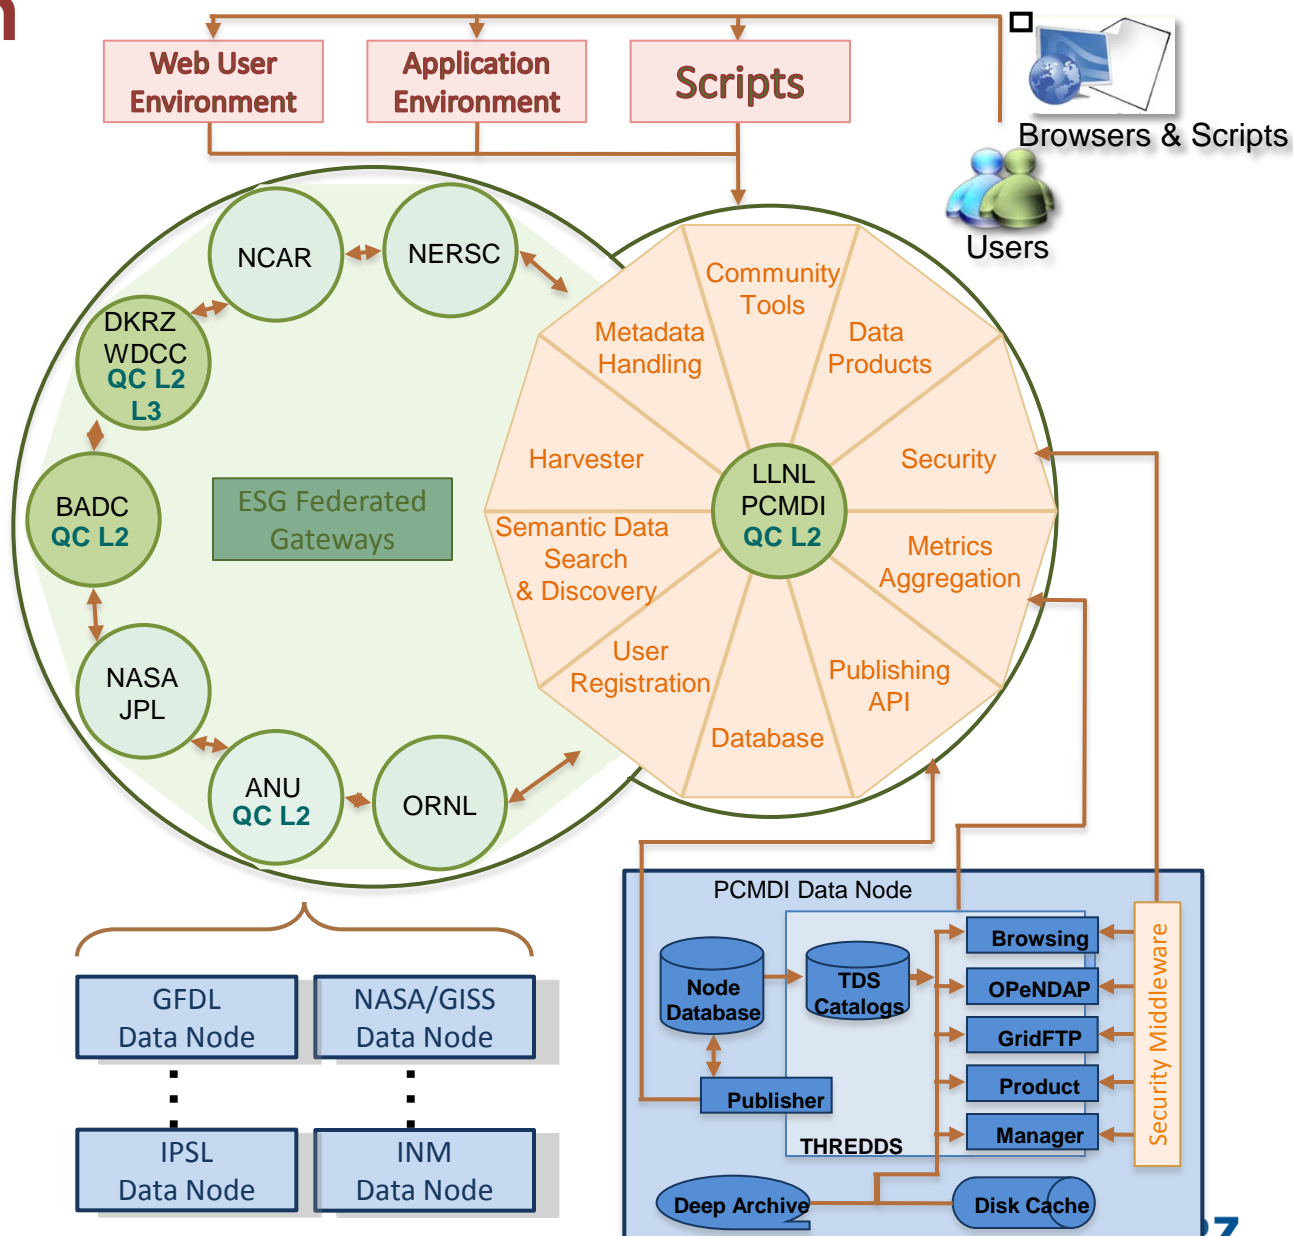 n
Web User
Environment
Application
Environment
Scripts
Browsers & Scripts
Users
NCAR
NERSC
DKRZ
WDCC
QC L2
L3
BADC
QC L2
NASA
JPL
ANU
QC L2
ORNL
ESG Federated
Gateways
Community
Tools
Metadata
Handling
Data
Products
Harvester
Security
LLNL
PCMDI
QC L2
Semantic Data
Search
& Discovery
Metrics
Aggregation
User
Registration
Publishing
API
Database
GFDL
Data Node
NASA/GISS
Data Node
IPSL
Data Node
INM
Data Node
PCMDI Data Node
Node
Database
TDS
Catalogs
Browsing
OPeNDAP
GridFTP
Product
Manager
Publisher
THREDDS
Security Middleware
Deep Archive
Disk Cache